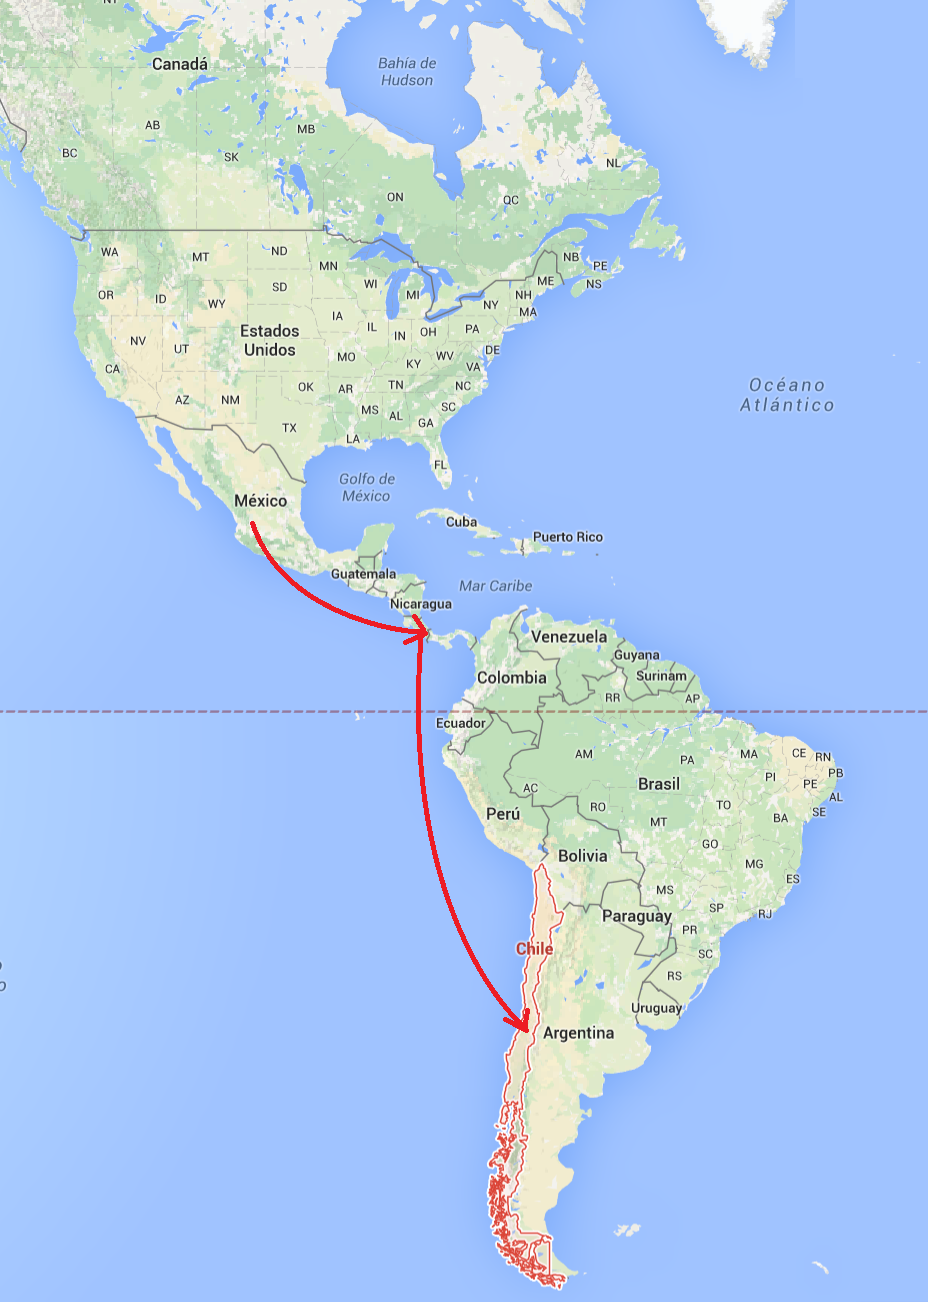 NT
Canadá
Bahía de
Hudson
AB
MB
BC
SK
NL
ON
QC
WA
MT
ND
MN
NB
PE
NS
ME
OR
ID
SD
WI
MI
NH
NY
MA
WY
IA
Estados
Unidos
IL
IN
OH
PA
NV
UT
MO
KY
WV
DE
VA
CA
OK
AR
TN
NC
AZ
NM
MS
AL
SC
GA
TX
LA
FL
Océano
Atlántico
Golfo de
México
México
Cuba
Puerto Rico
Guatemala
Mar Caribe
Nicaragua
Venezuela
Guyana
Surinam
Colombia
RR
AP
Ecuador
AM
PA
MA
CE
RN
PB
PI
PE
AL
SE
Brasil
AC
RO
TO
BA
Perú
MT
GO
Bolivia
MG
ES
MS
SP
RJ
Paraguay
PR
Chile
SC
RS
Uruguay
Argentina